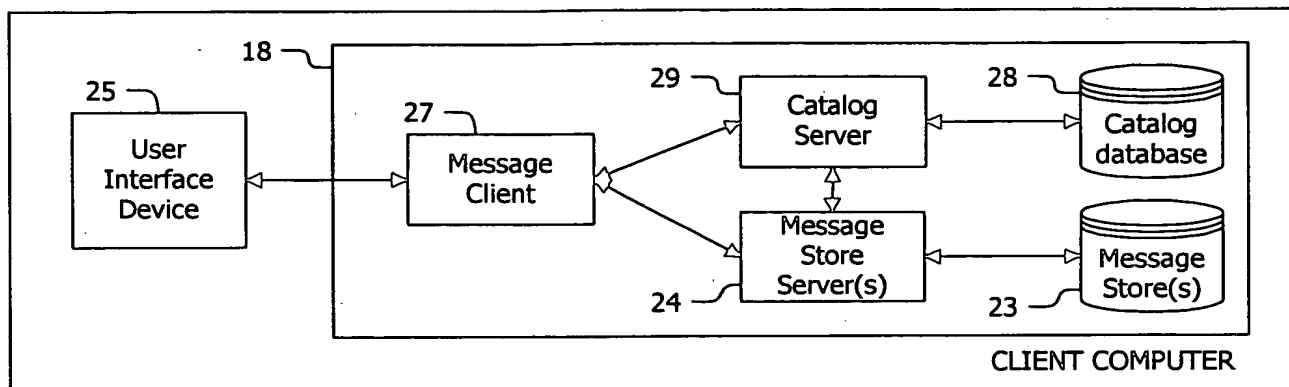 18
25
User
Interface
Device
27
Message
Client
29
Catalog
Server
28
Catalog
database
Message
Store
Server(s)
24
Message
Store(s)
23
CLIENT COMPUTER